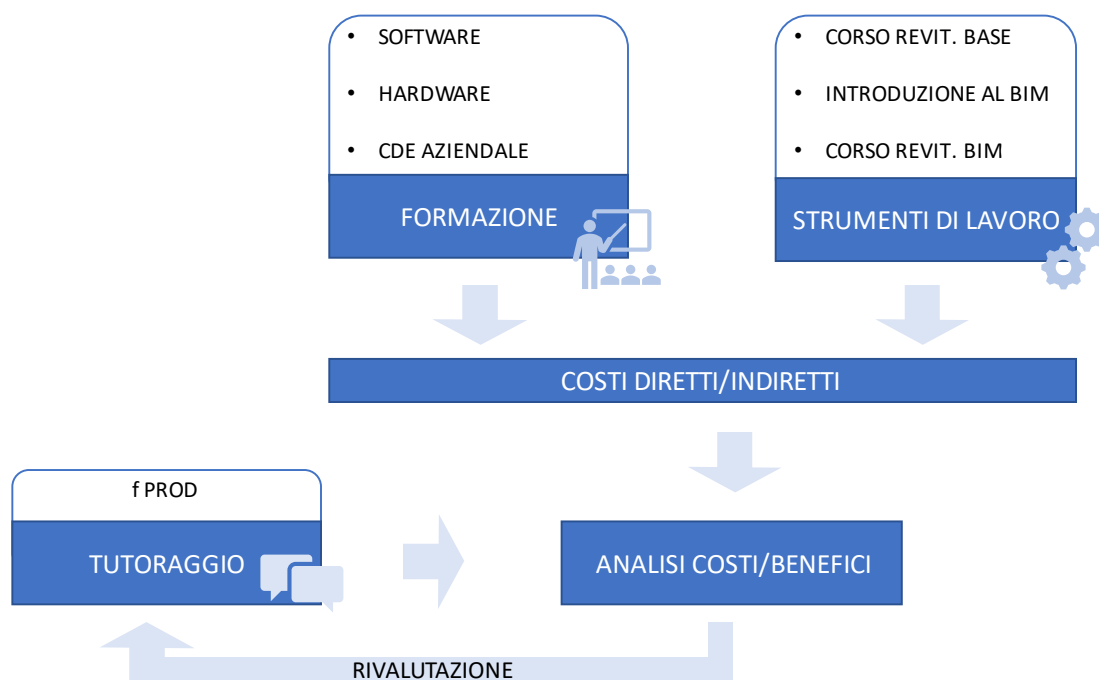 • SOFTWARE
• HARDWARE
• CDE AZIENDALE
FORMAZIONE
• CORSO REVIT. BASE
• INTRODUZIONE AL BIM
• CORSO REVIT. BIM
STRUMENTI DI LAVORO
COSTI DIRETTI/INDIRETTI
f PROD
TUTORAGGIO
ANALISI COSTI/BENEFICI
RIVALUTAZIONE